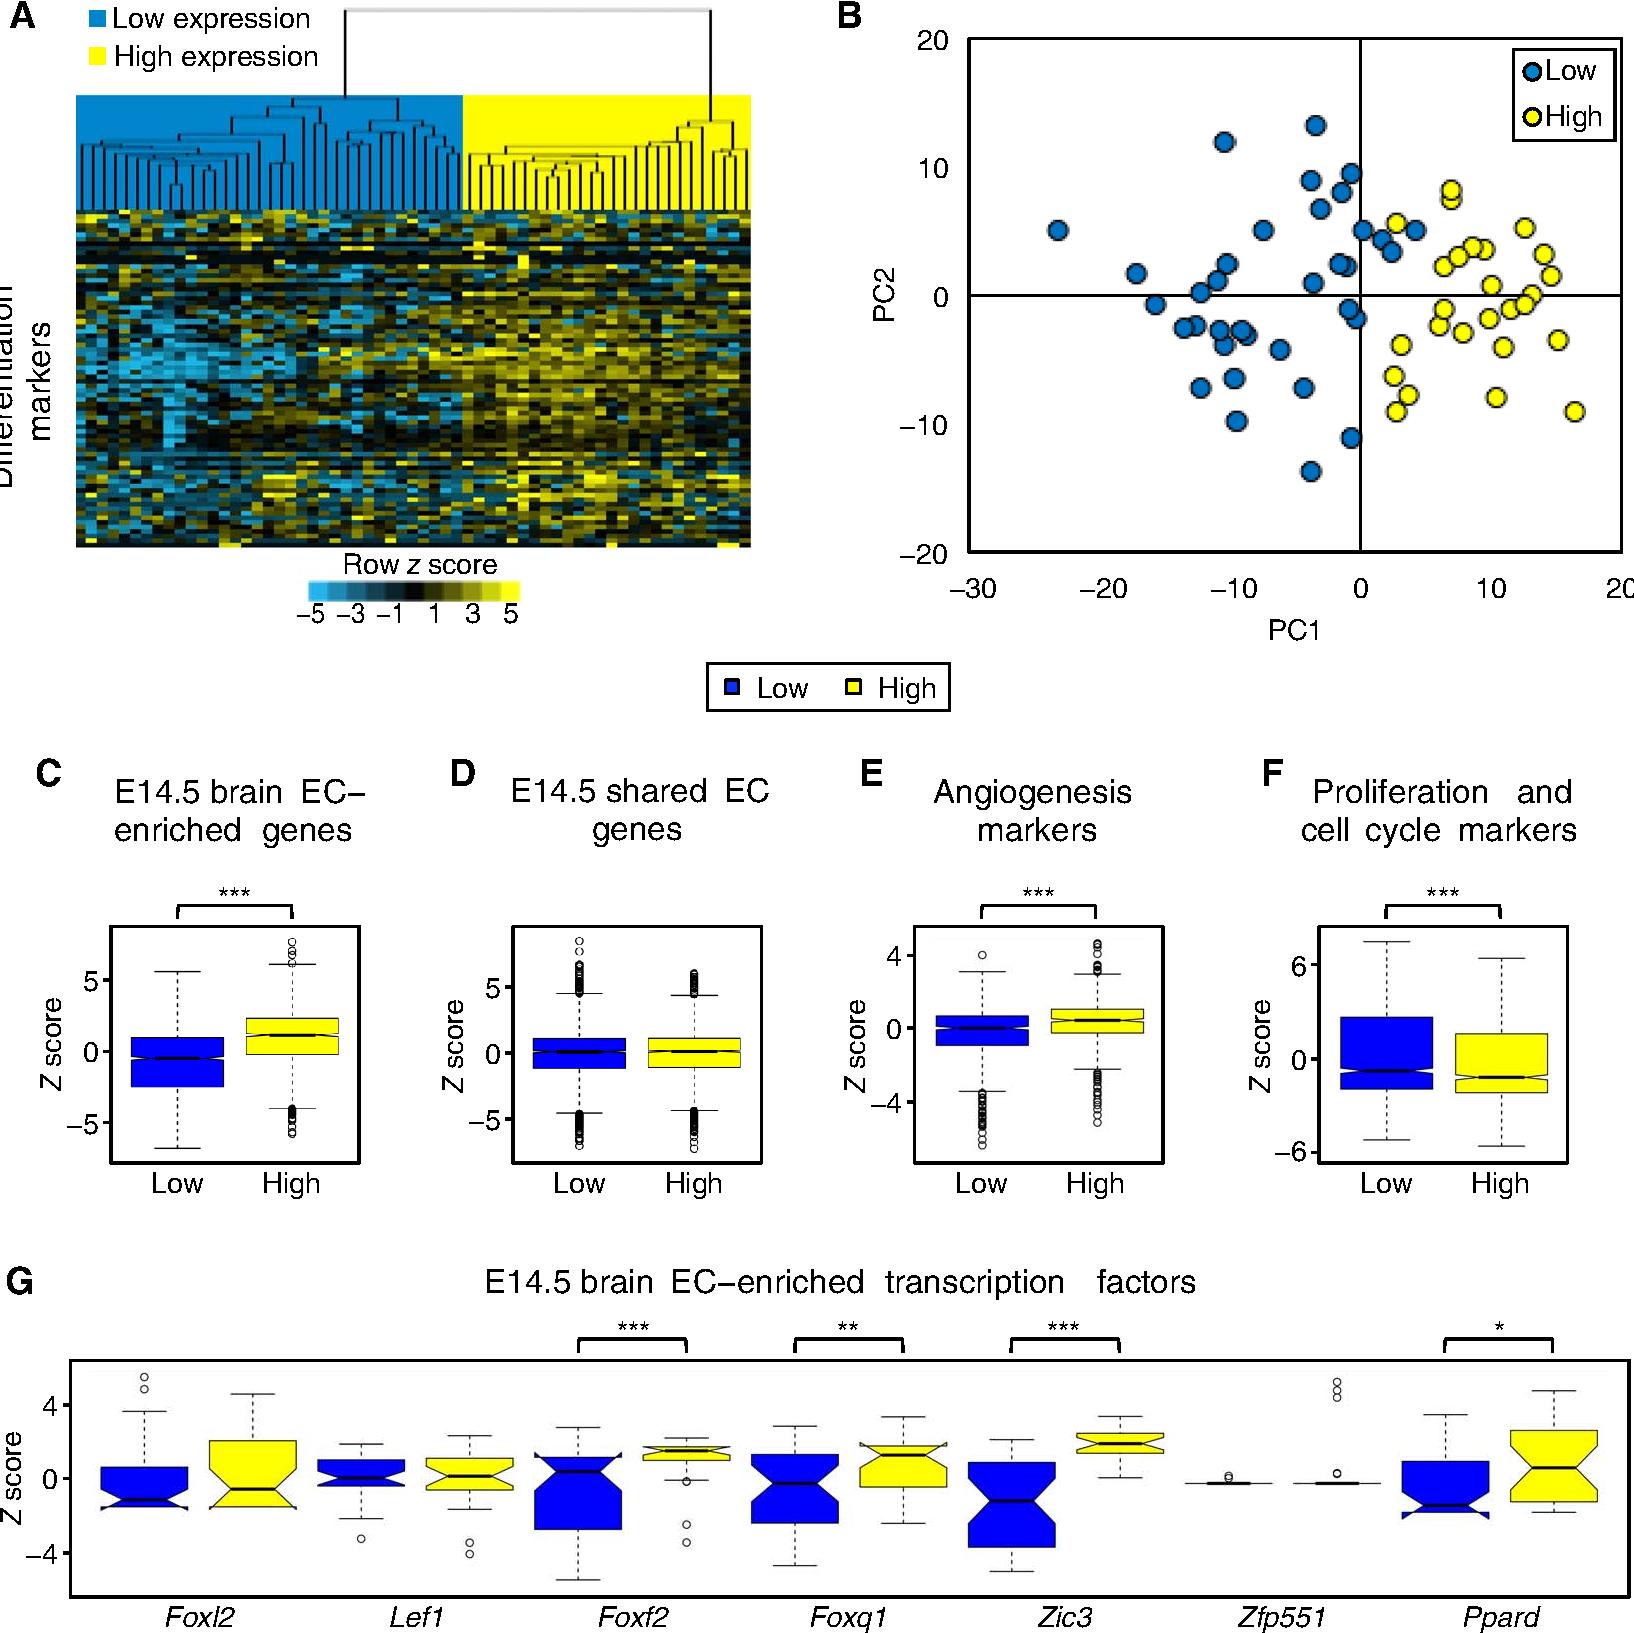 A
Low expression
High expression
Differentiation
markers
Row z score
−5 −3 −1 1 3 5
B
20
10
0
−10
−20
PC2
Low
High
−30 −20 −10 0 10 20
PC1
Low High
C
E14.5 brain EC–
enriched genes
***
Z score
5
0
−5
Low High
D
E14.5 shared EC
genes
Z score
5
0
−5
Low High
E
Angiogenesis
markers
***
Z score
4
0
−4
Low High
F
Proliferation and
cell cycle markers
***
Z score
6
0
−6
Low High
G
E14.5 brain EC–enriched transcription factors
*** ** *** *
Z score
4
0
−4
Foxl2 Lef1 Foxf2 Foxq1 Zic3 Zfp551 Ppard